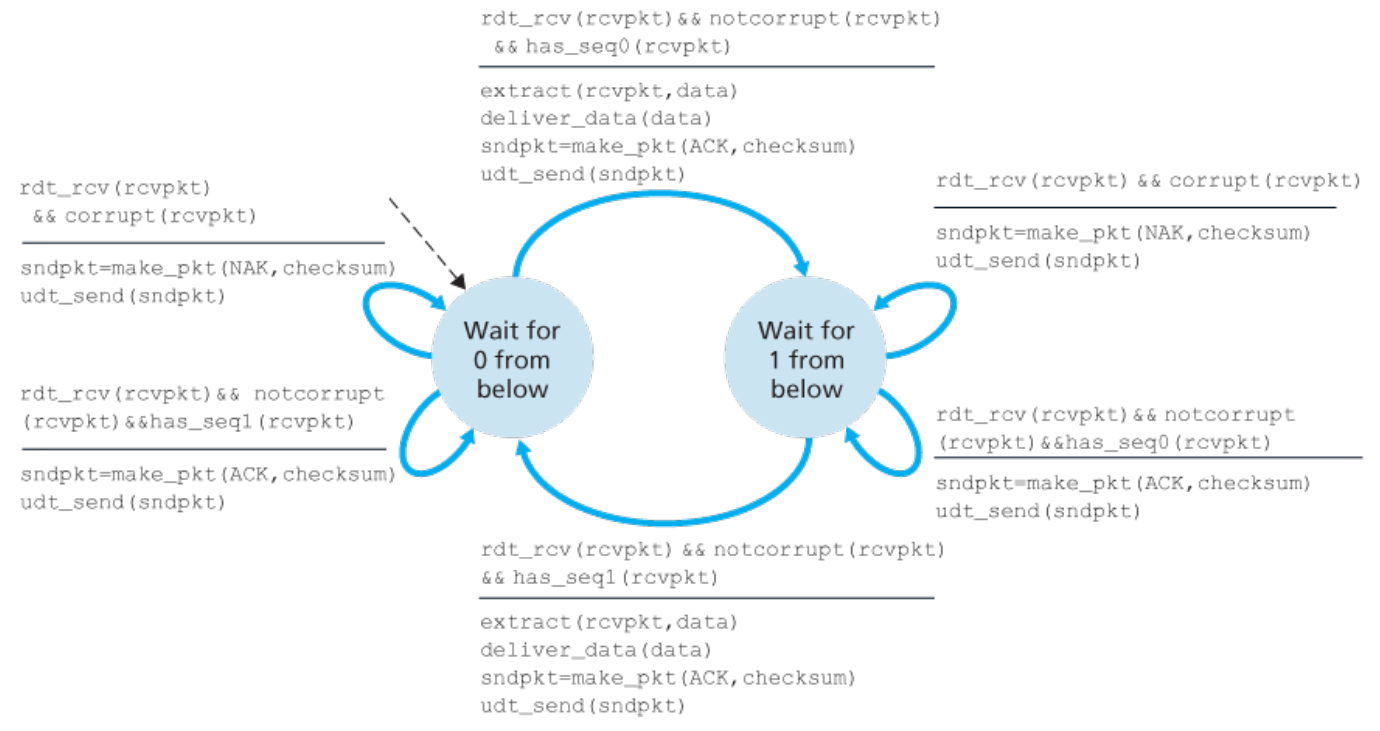 rdt_rcv(rcvpkt)&& notcorrupt(rcvpkt)
&& has_seq0(rcvpkt)
extract(rcvpkt,data)
deliver_data(data)
sndpkt=make_pkt(ACK,checksum)
udt_send(sndpkt)
rdt_rcv(rcvpkt)
&& corrupt(rcvpkt)
sndpkt=make_pkt(NAK,checksum)
udt_send(sndpkt)
rdt_rcv(rcvpkt) && corrupt(rcvpkt)
sndpkt=make_pkt(NAK,checksum)
udt_send(sndpkt)
Wait for
0 from
below
Wait for
1 from
below
rdt_rcv(rcvpkt)&& notcorrupt
(rcvpkt)&&has_seq1(rcvpkt)
sndpkt=make_pkt(ACK,checksum)
udt_send(sndpkt)
rdt_rcv(rcvpkt)&& notcorrupt
(rcvpkt)&&has_seq0(rcvpkt)
sndpkt=make_pkt(ACK,checksum)
udt_send(sndpkt)
rdt_rcv(rcvpkt) && notcorrupt(rcvpkt)
&& has_seq1(rcvpkt)
extract(rcvpkt,data)
deliver_data(data)
sndpkt=make_pkt(ACK,checksum)
udt_send(sndpkt)